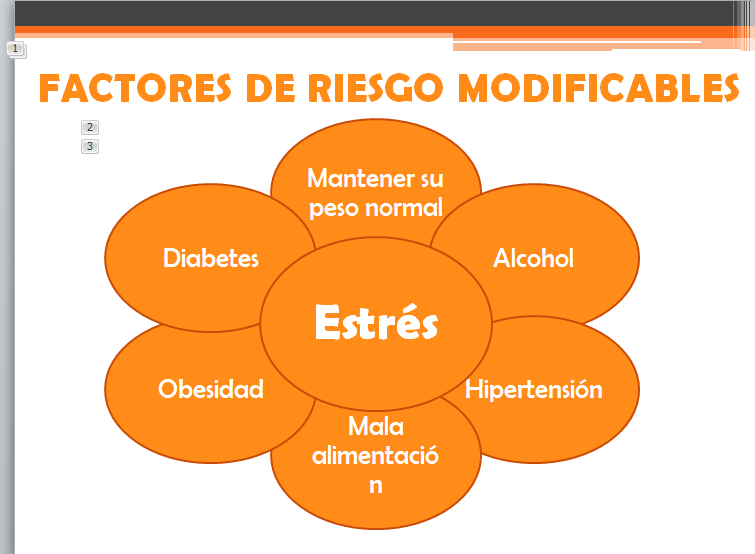 1
FACTORES DE RIESGO MODIFICABLES
2
3
Mantener su
peso normal
Diabetes
Alcohol
Estrés
Obesidad
Hipertensión
Mala
alimentació
n